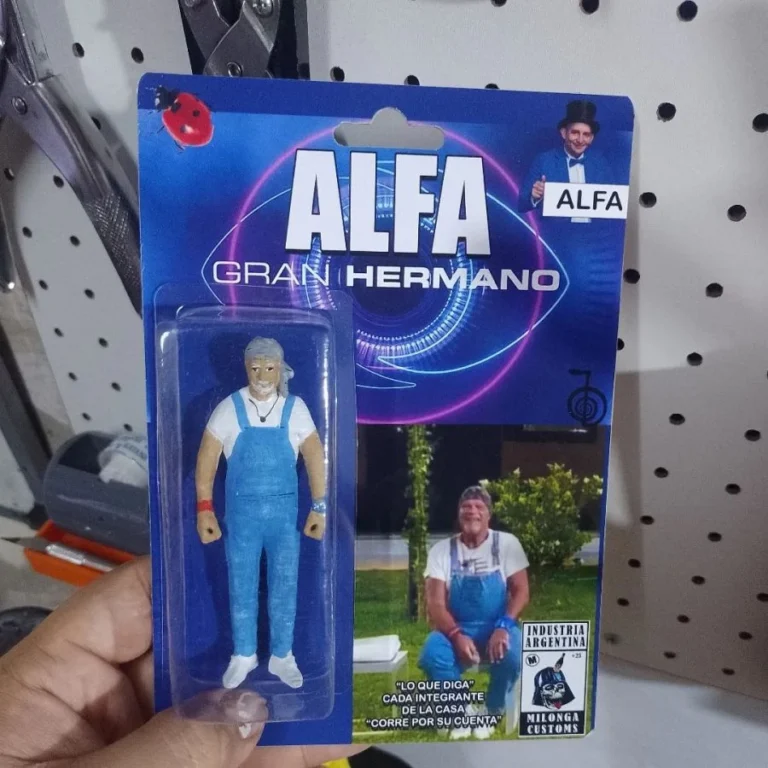 ALFA
GRAN HERMANO
ALFA
"LO QUE DIGA"
CADA INTEGRANTE
DE LA CASA
"CORRE POR SU CUENTA"
INDUSTRIA
ARGENTINA
M
+21
MILONGA
CUSTOMS